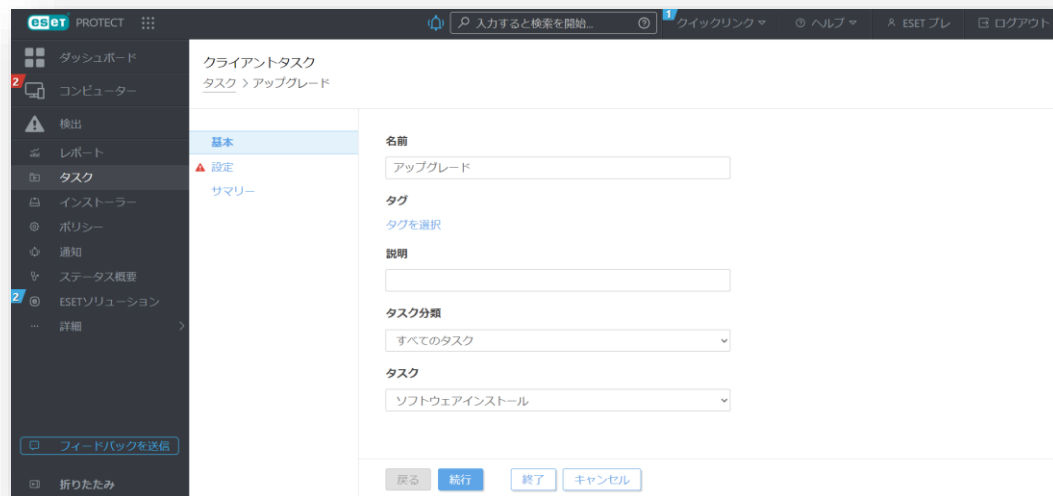 eset PROTECT
入力すると検索を開始...
1
クイックリンク
ヘルプ
ESET プレ
ログアウト
ダッシュボード
2
コンピューター
検出
レポート
タスク
インストーラー
ポリシー
通知
ステータス概要
2
ESETソリューション
詳細
フィードバックを送信
折りたたみ
クライアントタスク
タスク > アップグレード
基本
設定
サマリー
名前
アップグレード
タグ
タグを選択
説明
タスク分類
すべてのタスク
タスク
ソフトウェアインストール
戻る
続行
終了
キャンセル